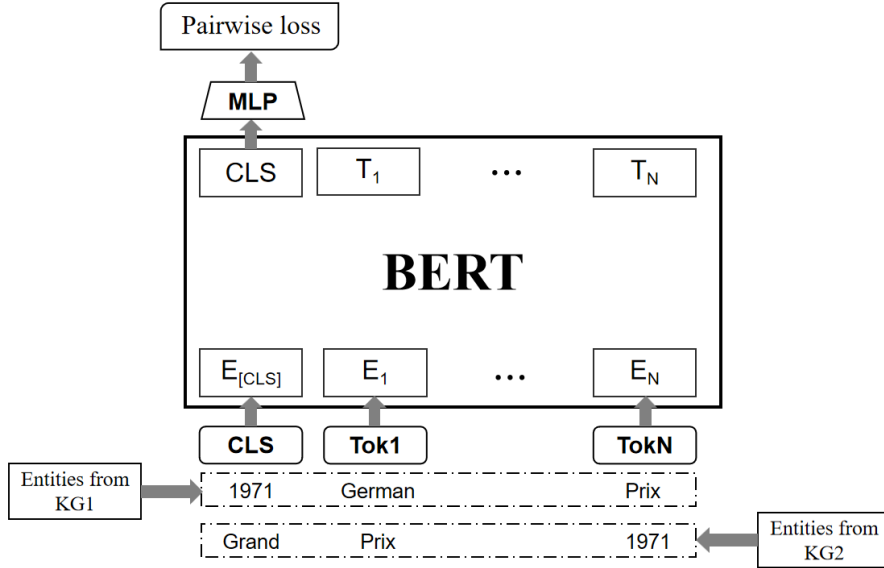 Pairwise loss
MLP
CLS T1 ... TN
BERT
E[CLS] E1 ... EN
CLS Tok1 TokN
Entities from
KG1
1971 German Prix
Grand Prix 1971
Entities from
KG2